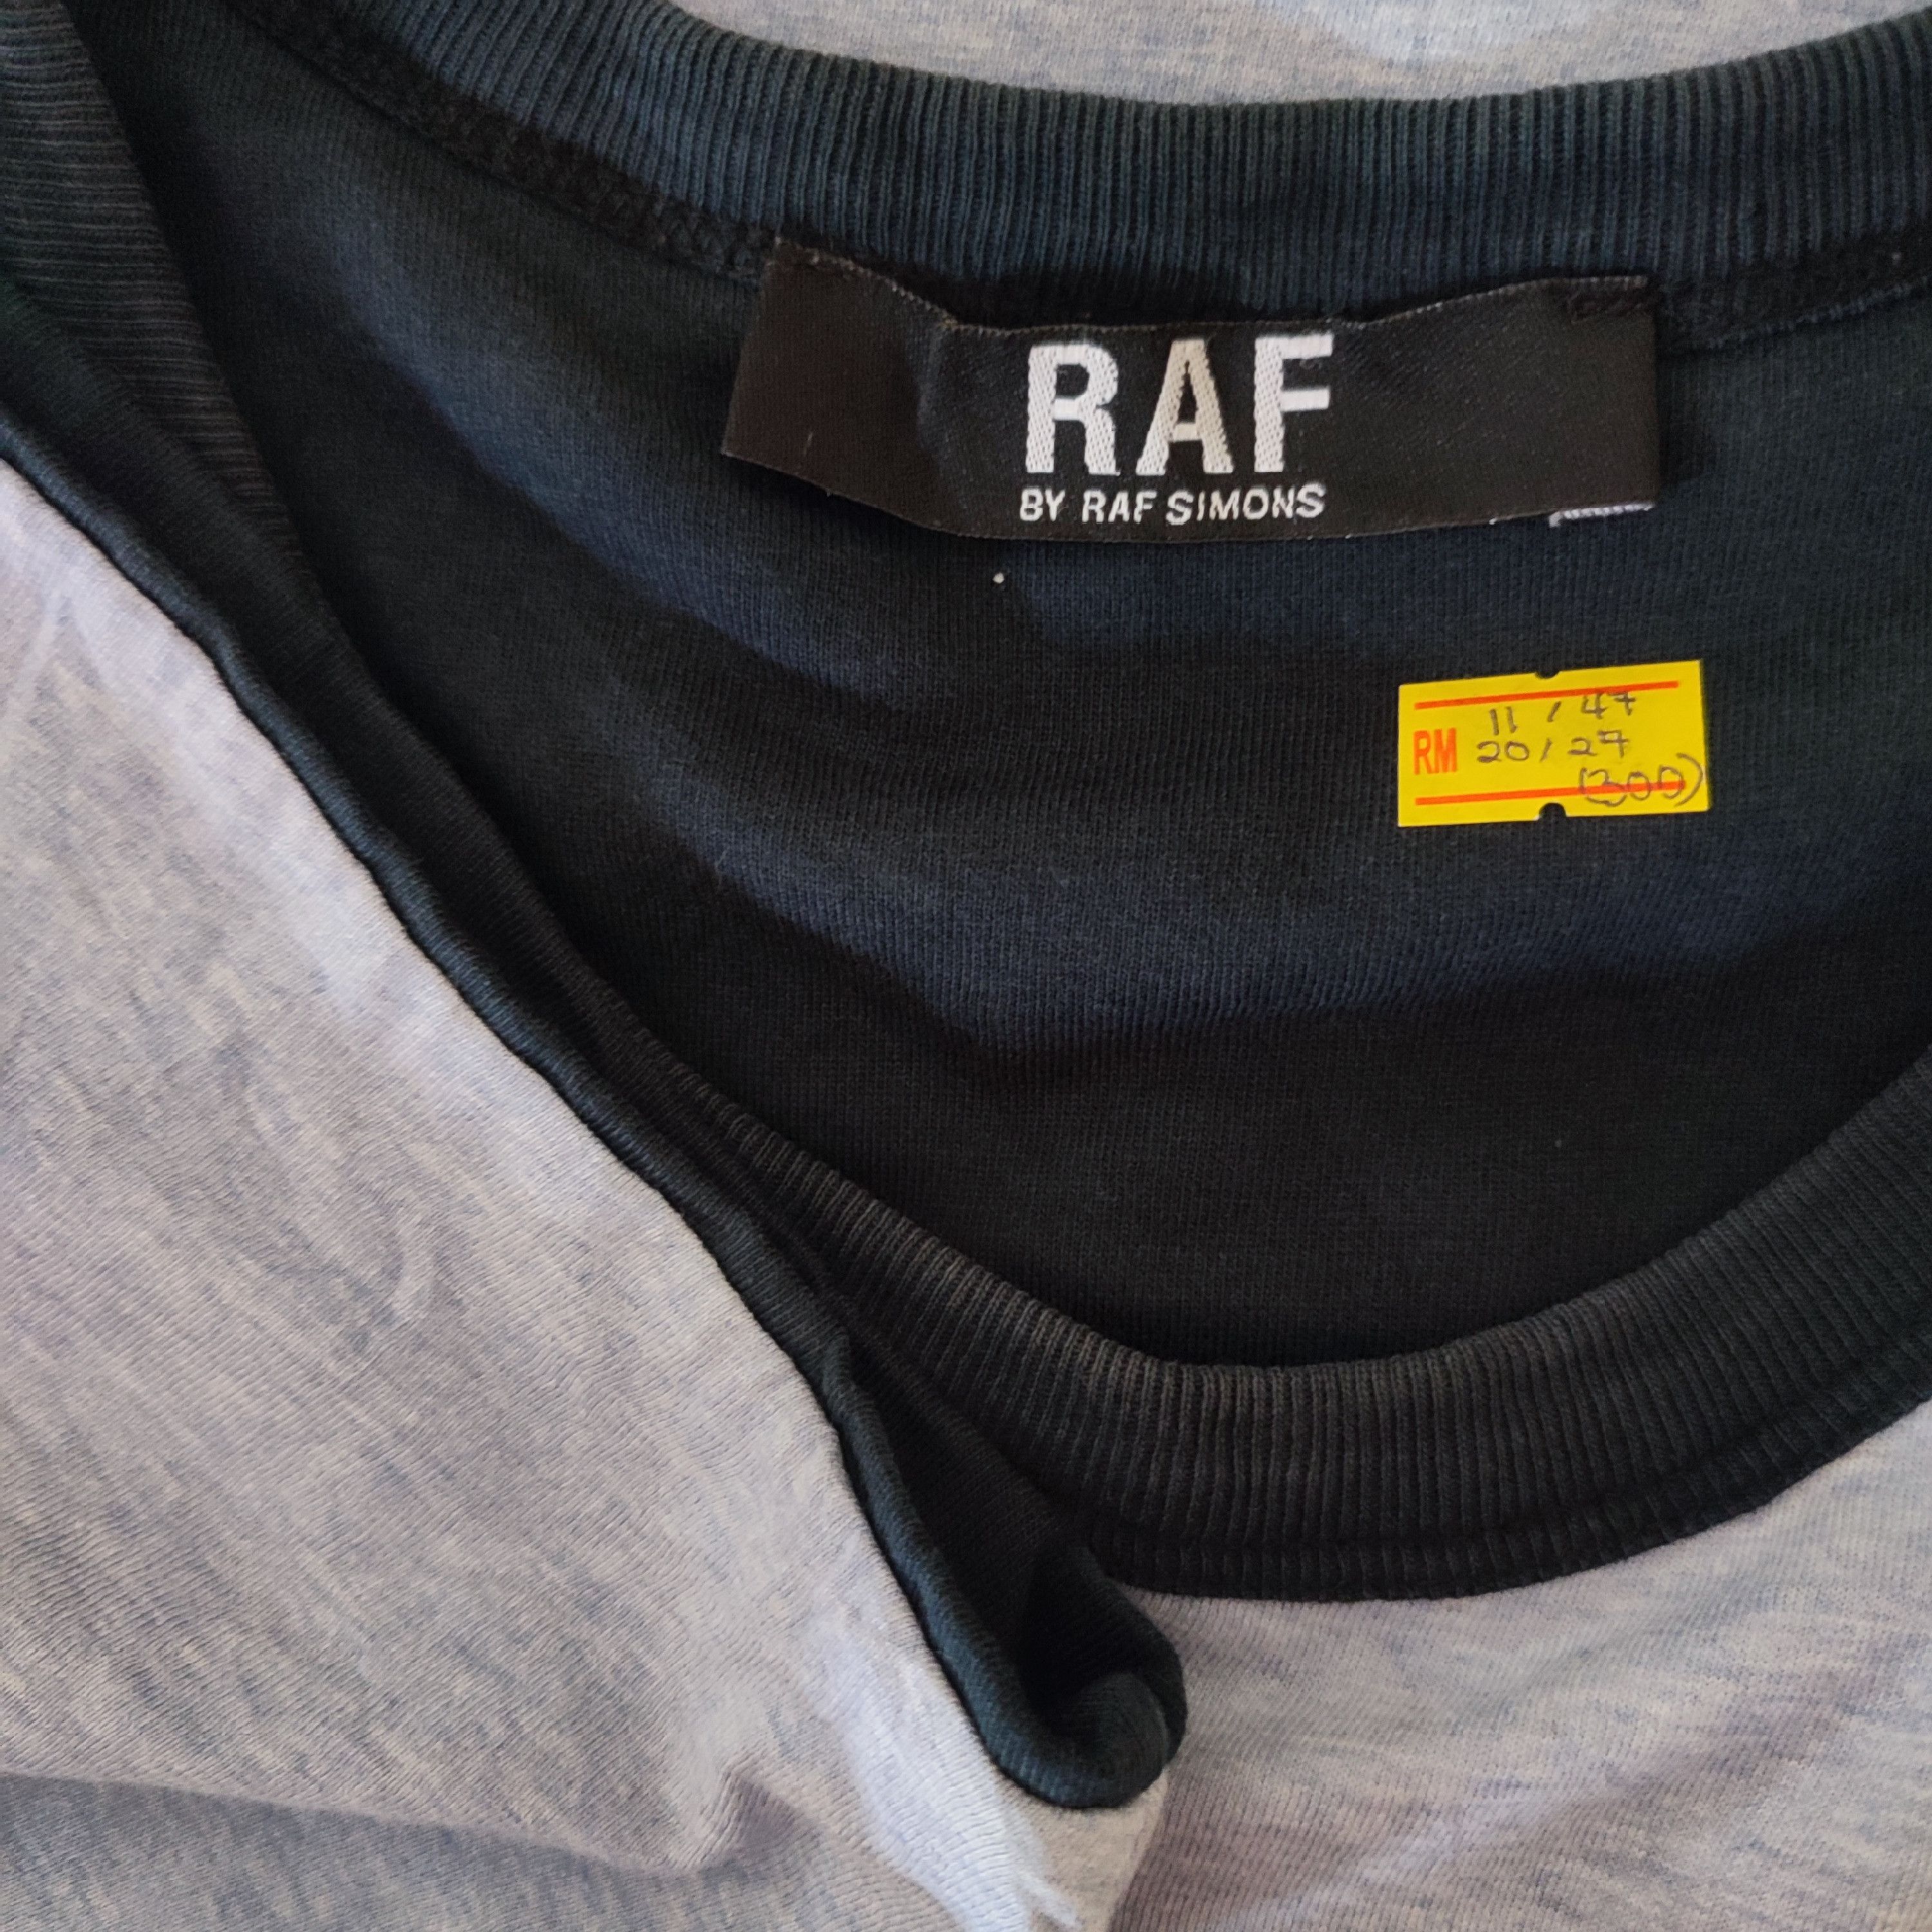 RAF
BY RAF SIMONS
11 / 47
RM 20 / 27
(300)